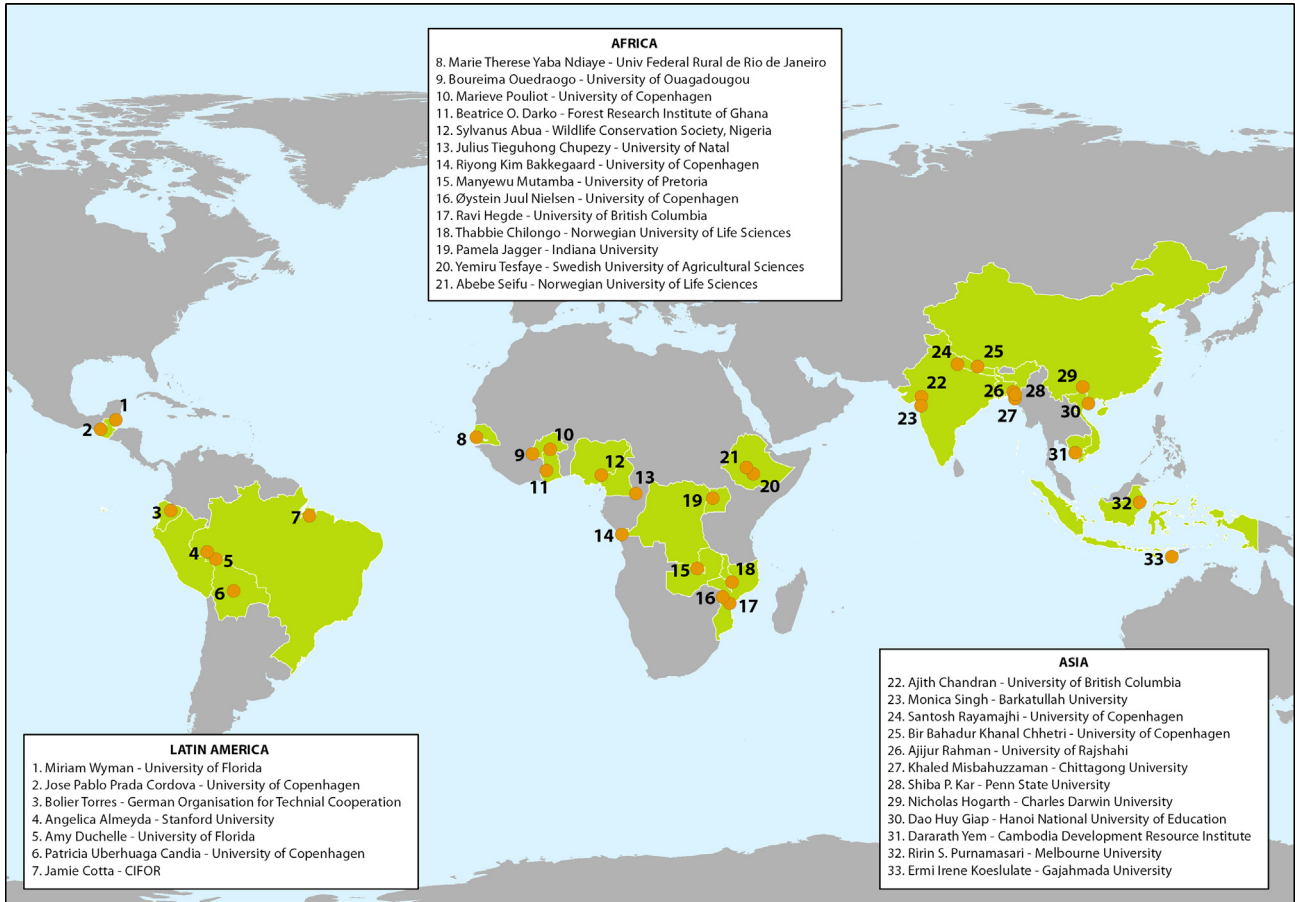 AFRICA
8. Marie Therese Yaba Ndiaye - Univ Federal Rural de Rio de Janeiro
9. Boureima Ouedraogo - University of Ouagadougou
10. Marieve Pouliot - University of Copenhagen
11. Beatrice O. Darko - Forest Research Institute of Ghana
12. Sylvanus Abua - Wildlife Conservation Society, Nigeria
13. Julius Tieguhong Chupezy - University of Natal
14. Riyong Kim Bakkegaard - University of Copenhagen
15. Manyewu Mutamba - University of Pretoria
16. Øystein Juul Nielsen - University of Copenhagen
17. Ravi Hegde - University of British Columbia
18. Thabbie Chilongo - Norwegian University of Life Sciences
19. Pamela Jagger - Indiana University
20. Yemiru Tesfaye - Swedish University of Agricultural Sciences
21. Abebe Seifu - Norwegian University of Life Sciences
1
2
3
4
5
6
7
8
9
10
11
12
13
14
15
16
17
18
19
20
21
22
23
24
25
26
27
28
29
30
31
32
33
LATIN AMERICA
1. Miriam Wyman - University of Florida
2. Jose Pablo Prada Cordova - University of Copenhagen
3. Bolier Torres - German Organisation for Technial Cooperation
4. Angelica Almeyda - Stanford University
5. Amy Duchelle - University of Florida
6. Patricia Uberhuaga Candia - University of Copenhagen
7. Jamie Cotta - CIFOR
ASIA
22. Ajith Chandran - University of British Columbia
23. Monica Singh - Barkatullah University
24. Santosh Rayamajhi - University of Copenhagen
25. Bir Bahadur Khanal Chhetri - University of Copenhagen
26. Ajijur Rahman - University of Rajshahi
27. Khaled Misbahuzzaman - Chittagong University
28. Shiba P. Kar - Penn State University
29. Nicholas Hogarth - Charles Darwin University
30. Dao Huy Giap - Hanoi National University of Education
31. Dararath Yem - Cambodia Development Resource Institute
32. Ririn S. Purnamasari - Melbourne University
33. Ermi Irene Koeslulate - Gajahmada University